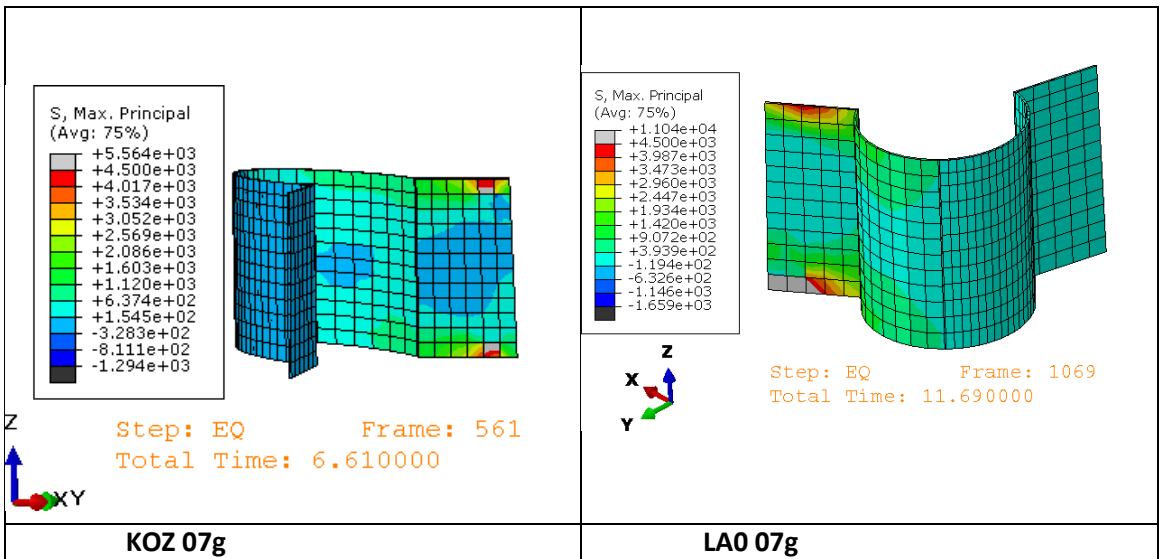 S, Max. Principal
(Avg: 75%)
+5.564e+03
+4.500e+03
+4.017e+03
+3.534e+03
+3.052e+03
+2.569e+03
+2.086e+03
+1.603e+03
+1.120e+03
+6.374e+02
+1.545e+02
-3.283e+02
-8.111e+02
-1.294e+03
Step: EQ Frame: 561
Total Time: 6.610000
Z
XY
KOZ 07g
S, Max. Principal
(Avg: 75%)
+1.104e+04
+4.500e+03
+3.987e+03
+3.473e+03
+2.960e+03
+2.447e+03
+1.934e+03
+1.420e+03
+9.072e+02
+3.939e+02
-1.194e+02
-6.326e+02
-1.146e+03
-1.659e+03
Z
X
Y
Step: EQ Frame: 1069
Total Time: 11.690000
LA0 07g